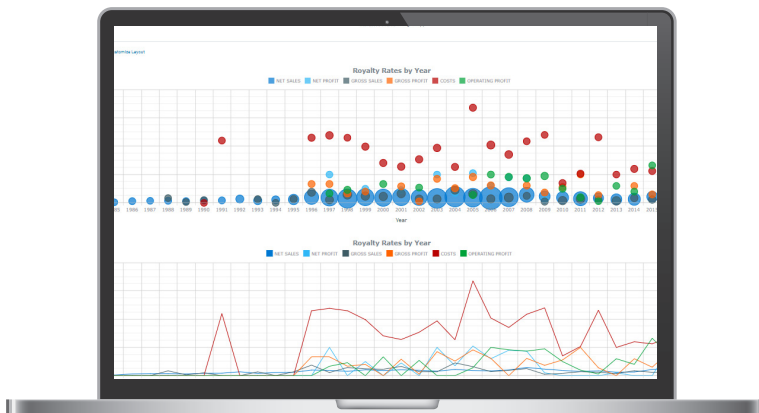 Customize Layout
Royalty Rates by Year
NET SALES NET PROFIT GROSS SALES GROSS PROFIT COSTS OPERATING PROFIT
1986 1987 1988 1989 1990 1991 1992 1993 1994 1995 1996 1997 1998 1999 2000 2001 2002 2003 2004 2005 2006 2007 2008 2009 2010 2011 2012 2013 2014 2015
Year
Royalty Rates by Year
NET SALES NET PROFIT GROSS SALES GROSS PROFIT COSTS OPERATING PROFIT